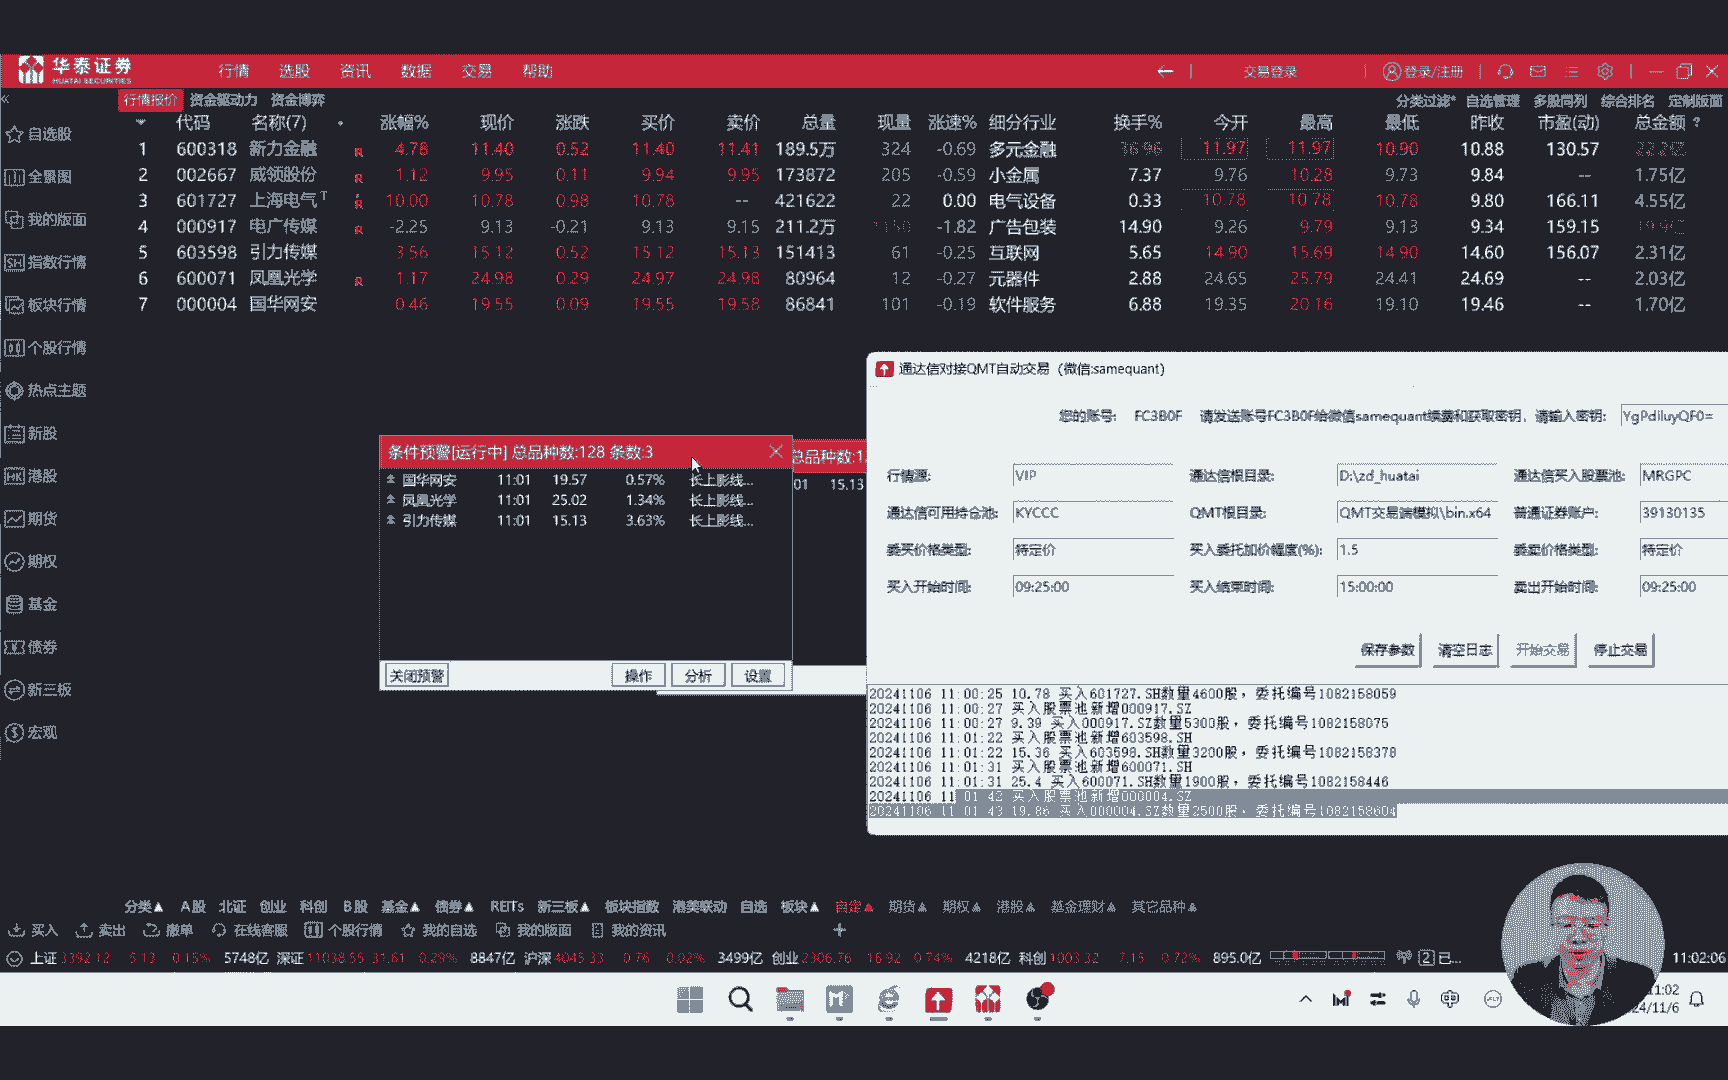 华泰证券 行情 选股 资讯 数据 交易 帮助 交易登录 登录/注册
HUATAI SECURITIES
行情报价 资金驱动力 资金博弈 分类过滤* 自选管理 多股同列 综合排名 定制版面
代码 名称(7) 涨幅% 现价 涨跌 买价 卖价 总量 现量 涨速% 细分行业 换手% 今开 最高 最低 昨收 市盈(动) 总金额 ?
1 600318 新力金融 R 4.78 11.40 0.52 11.40 11.41 189.5万 324 -0.69 多元金融 11.97 11.97 10.90 10.88 130.57
2 002667 威领股份 R 1.12 9.95 0.11 9.94 9.95 173872 205 -0.59 小金属 7.37 9.76 10.28 9.73 9.84 -- 1.75亿
3 601727 上海电气 T R 10.00 10.78 0.98 10.78 -- 421622 22 0.00 电气设备 0.33 10.78 10.78 10.78 9.80 166.11 4.55亿
4 000917 电广传媒 R -2.25 9.13 -0.21 9.13 9.15 211.2万 -1.82 广告包装 14.90 9.26 9.79 9.13 9.34 159.15
5 603598 引力传媒 3.56 15.12 0.52 15.12 15.13 151413 61 -0.25 互联网 5.65 14.90 15.69 14.90 14.60 156.07 2.31亿
6 600071 凤凰光学 R 1.17 24.98 0.29 24.97 24.98 80964 12 -0.27 元器件 2.88 24.65 25.79 24.41 24.69 -- 2.03亿
7 000004 国华网安 0.46 19.55 0.09 19.55 19.58 86841 101 -0.19 软件服务 6.88 19.35 20.16 19.10 19.46 -- 1.70亿
自选股
全景图
我的版面
指数行情
板块行情
个股行情
热点主题
新股
港股
期货
期权
基金
债券
新三板
宏观
条件预警[运行中] 总品种数:128 条数:3
国华网安 11:01 19.57 0.57% 长上影线...
凤凰光学 11:01 25.02 1.34% 长上影线...
引力传媒 11:01 15.13 3.63% 长上影线...
关闭预警 操作 分析 设置
总品种数:1
01 15.13
通达信对接QMT自动交易 (微信:samequant)
您的账号: FC3B0F 请发送账号FC3B0F给微信samequant续费和获取密钥, 请输入密钥: YgPdiluyQF0=
行情源: VIP 通达信根目录: D:\zd_huatai 通达信买入股票池: MRGPC
通达信可用持仓池: KYCCC QMT根目录: QMT交易端模拟\bin.x64 普通证券账户: 39130135
委买价格类型: 特定价 买入委托加价幅度(%): 1.5 委卖价格类型: 特定价
买入开始时间: 09:25:00 买入结束时间: 15:00:00 卖出开始时间: 09:25:00
保存参数 清空日志 开始交易 停止交易
20241106 11:00:25 10.78 买入601727.SH数量4600股, 委托编号1082158059
20241106 11:00:27 买入股票池新增000917.SZ
20241106 11:00:27 9.39 买入000917.SZ数量5300股, 委托编号1082158075
20241106 11:01:22 买入股票池新增603598.SH
20241106 11:01:22 15.36 买入603598.SH数量3200股, 委托编号1082158378
20241106 11:01:31 买入股票池新增600071.SH
20241106 11:01:31 25.4 买入600071.SH数量1900股, 委托编号1082158446
20241106 11:01:42 买入股票池新增000004.SZ
20241106 11:01:43 19.86 买入000004.SZ数量2500股, 委托编号1082158604
分类▲ A股 北证 创业 科创 B股 基金▲ 债券▲ REITs 新三板▲ 板块指数 港美联动 自选 板块▲ 自定▲ 期货▲ 期权▲ 港股▲ 基金理财▲ 其它品种▲
买入 卖出 撤单 在线客服 个股行情 我的自选 我的版面 我的资讯 +
上证3392.12 5.13 0.15% 5748亿 深证11038.55 31.61 0.29% 8847亿 沪深4045.33 0.76 0.02% 3499亿 创业2306.76 16.92 0.74% 4218亿 科创1003.32 7.15 0.72% 895.0亿 2 已... 11:02:06
11:02
24/11/6